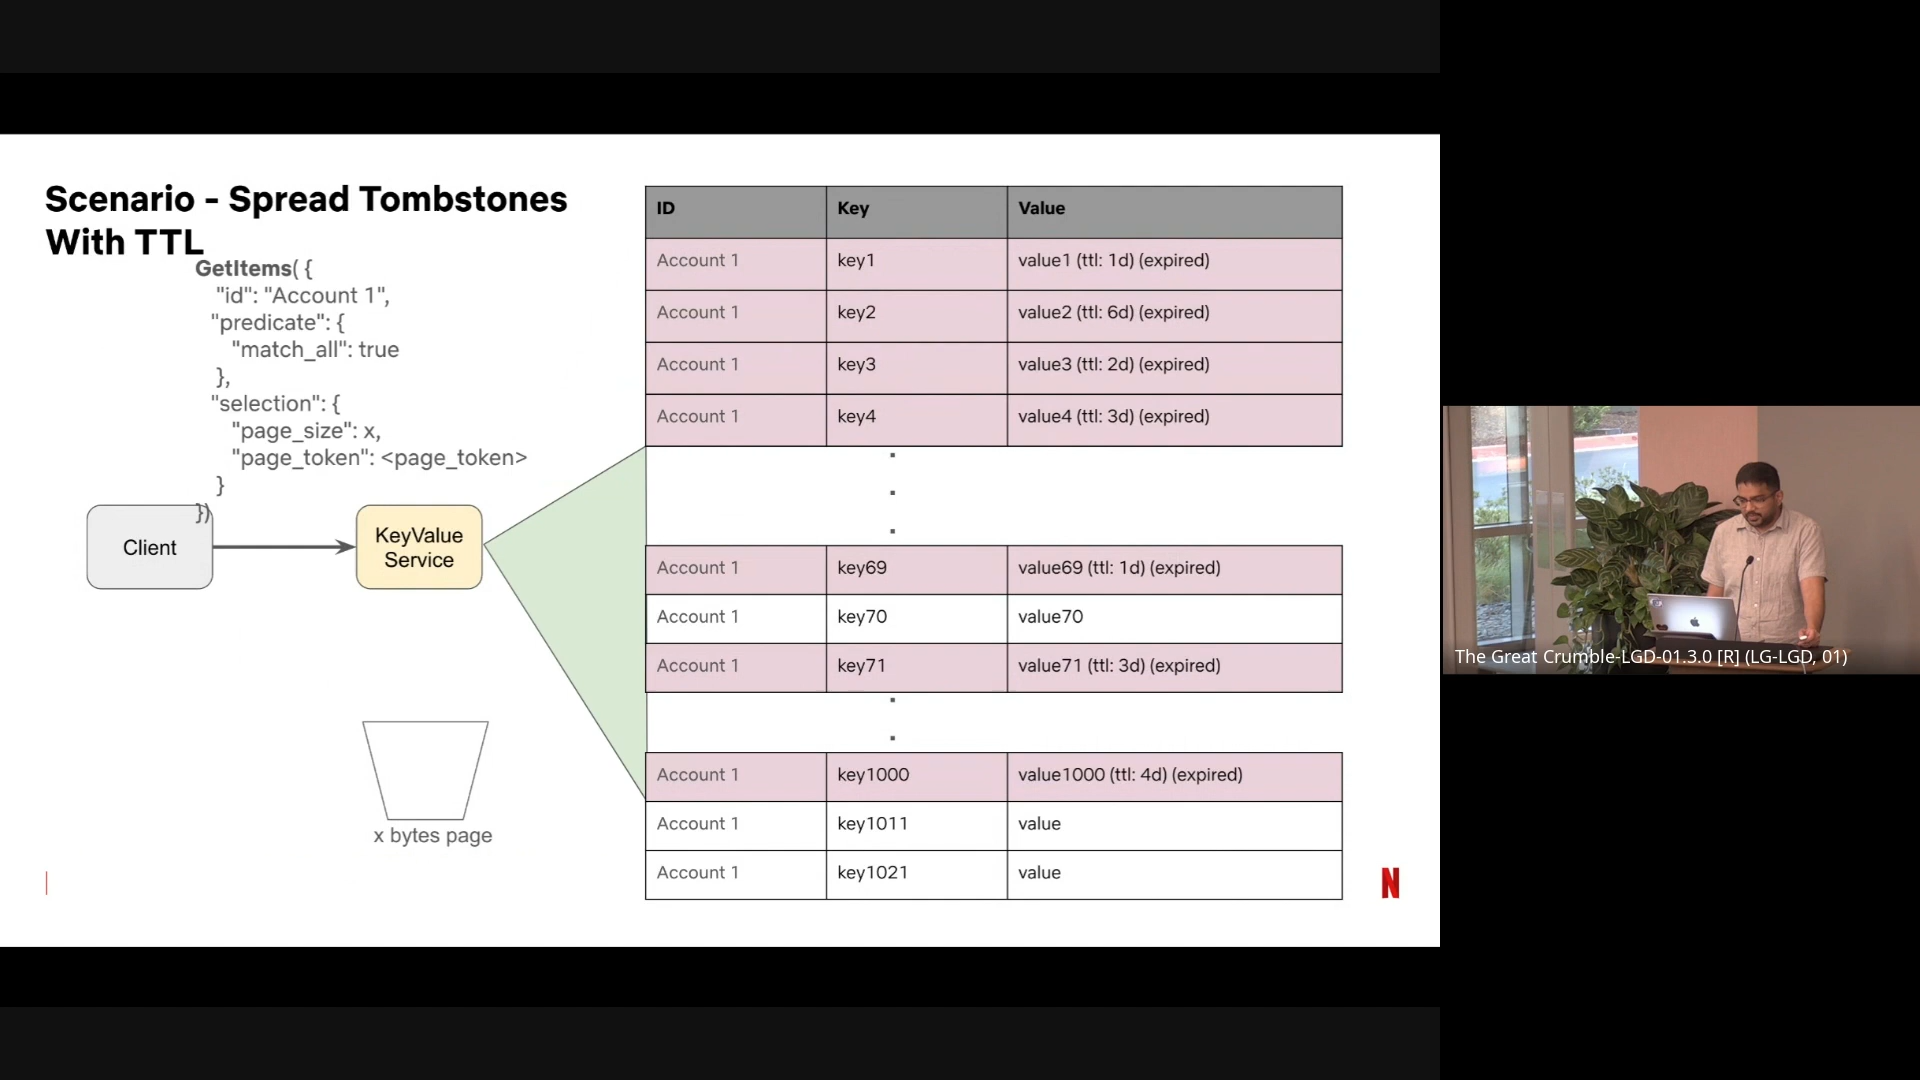 Scenario - Spread Tombstones
With TTL
GetItems( {
"id": "Account 1",
"predicate": {
"match_all": true
},
"selection": {
"page_size": x,
"page_token": <page_token>
}
})
Client
KeyValue
Service
x bytes page
ID Key Value
Account 1 key1 value1 (ttl: 1d) (expired)
Account 1 key2 value2 (ttl: 6d) (expired)
Account 1 key3 value3 (ttl: 2d) (expired)
Account 1 key4 value4 (ttl: 3d) (expired)
Account 1 key69 value69 (ttl: 1d) (expired)
Account 1 key70 value70
Account 1 key71 value71 (ttl: 3d) (expired)
Account 1 key1000 value1000 (ttl: 4d) (expired)
Account 1 key1011 value
Account 1 key1021 value
N
The Great Crumble-LGD-01.3.0 [R] (LG-LGD, 01)